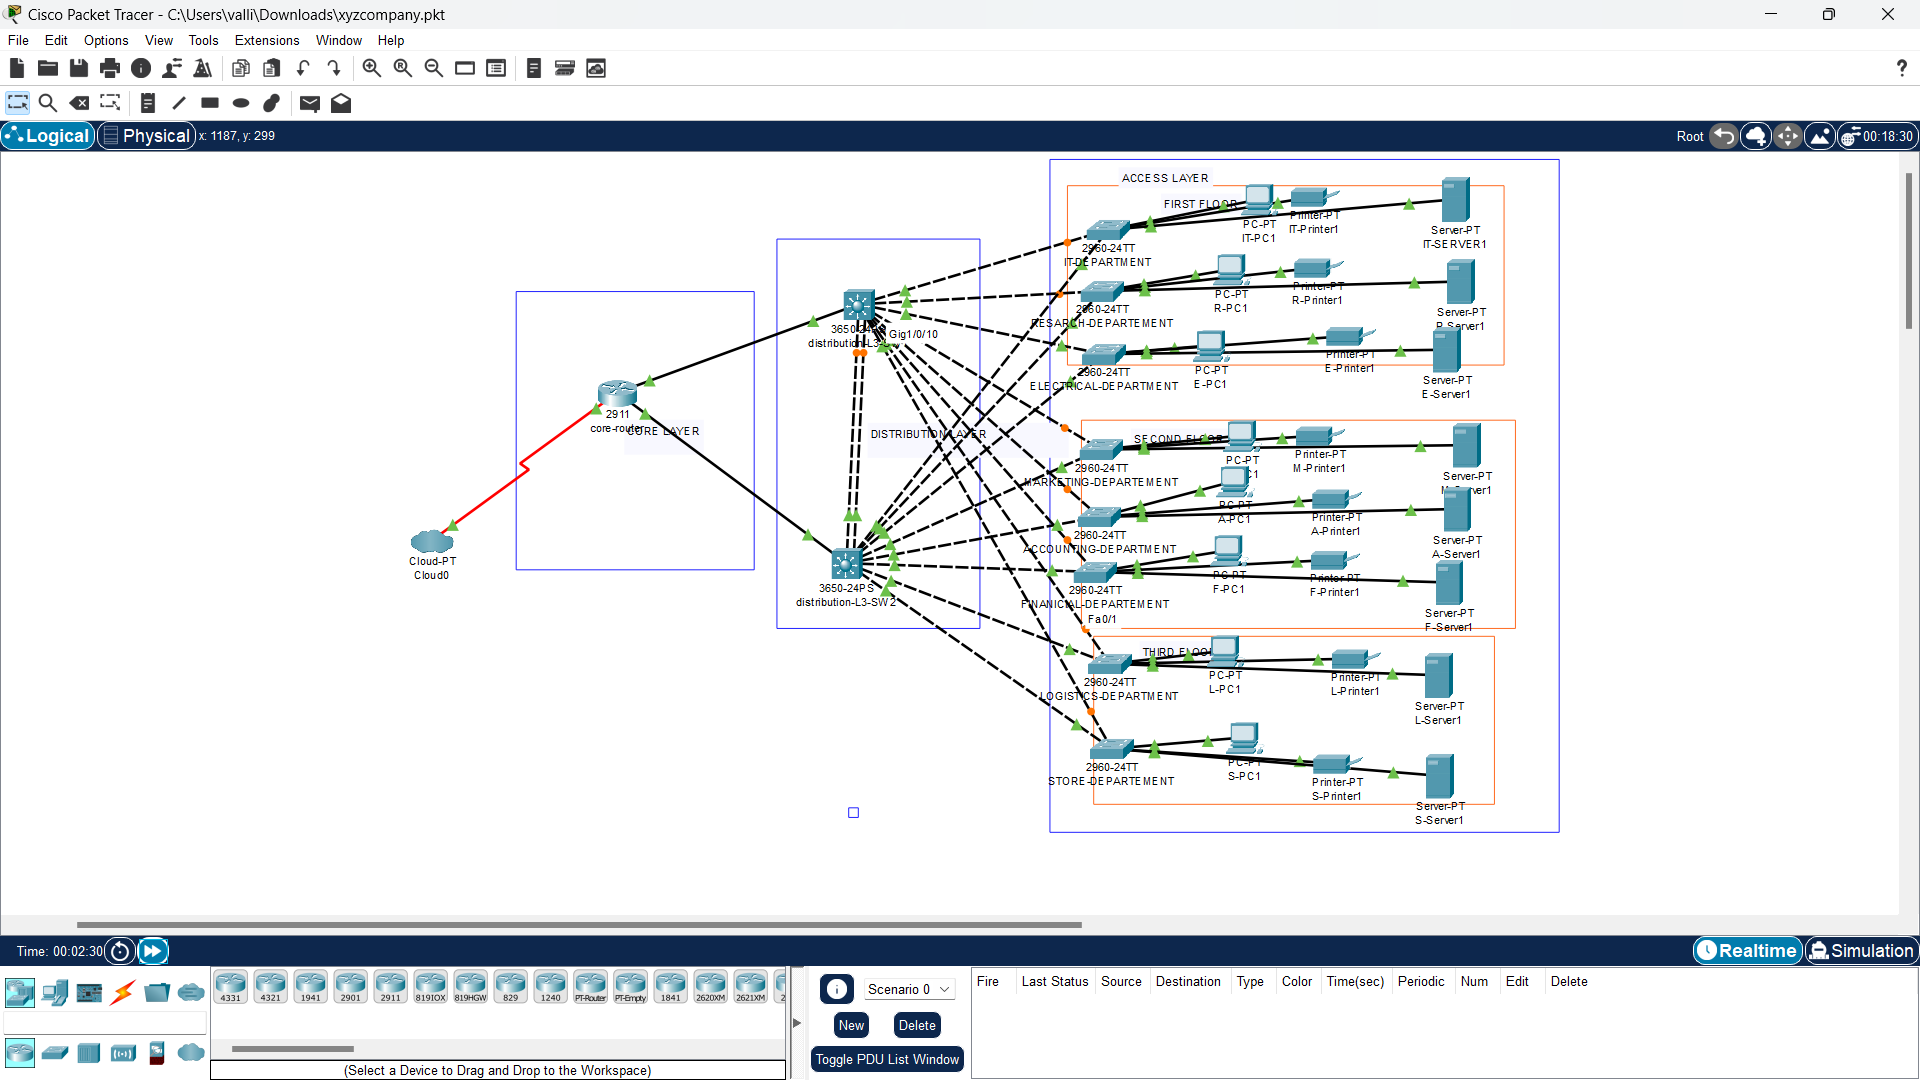 Cisco Packet Tracer - C:\Users\valli\Downloads\xyzcompany.pkt
File Edit Options View Tools Extensions Window Help
?
Logical Physical x: 1187, y: 299
Root 00:18:30
ACCESS LAYER
FIRST FLOOR
PC-PT
IT-PC1
Printer-PT
IT-Printer1
Server-PT
IT-SERVER1
2960-24TT
IT-DEPARTMENT
PC-PT
R-PC1
Printer-PT
R-Printer1
Server-PT
R-Server1
2960-24TT
RESARCH-DEPARTEMENT
PC-PT
E-PC1
Printer-PT
E-Printer1
Server-PT
E-Server1
2960-24TT
ELECTRICAL-DEPARTMENT
3650-24PS
distribution-L3-SW
Gig1/0/10
2911
core-router
CORE LAYER
DISTRIBUTION LAYER
Cloud-PT
Cloud0
3650-24PS
distribution-L3-SW2
SECOND FLOOR
2960-24TT
MARKETING-DEPARTEMENT
PC-PT
Printer-PT
M-Printer1
Server-PT
M-Server1
2960-24TT
ACCOUNTING-DEPARTMENT
PC-PT
A-PC1
Printer-PT
A-Printer1
Server-PT
A-Server1
2960-24TT
FINANICIAL-DEPARTEMENT
Fa0/1
PC-PT
F-PC1
Printer-PT
F-Printer1
Server-PT
F-Server1
THIRD FLOOR
2960-24TT
LOGISTICS-DEPARTMENT
PC-PT
L-PC1
Printer-PT
L-Printer1
Server-PT
L-Server1
2960-24TT
STORE-DEPARTEMENT
PC-PT
S-PC1
Printer-PT
S-Printer1
Server-PT
S-Server1
Time: 00:02:30
Realtime Simulation
4331 4321 1941 2901 2911 819IOX 819HGW 829 1240 PT-Router PT-Empty 1841 2620XM 2621XM
(Select a Device to Drag and Drop to the Workspace)
Scenario 0
New Delete
Toggle PDU List Window
Fire Last Status Source Destination Type Color Time(sec) Periodic Num Edit Delete